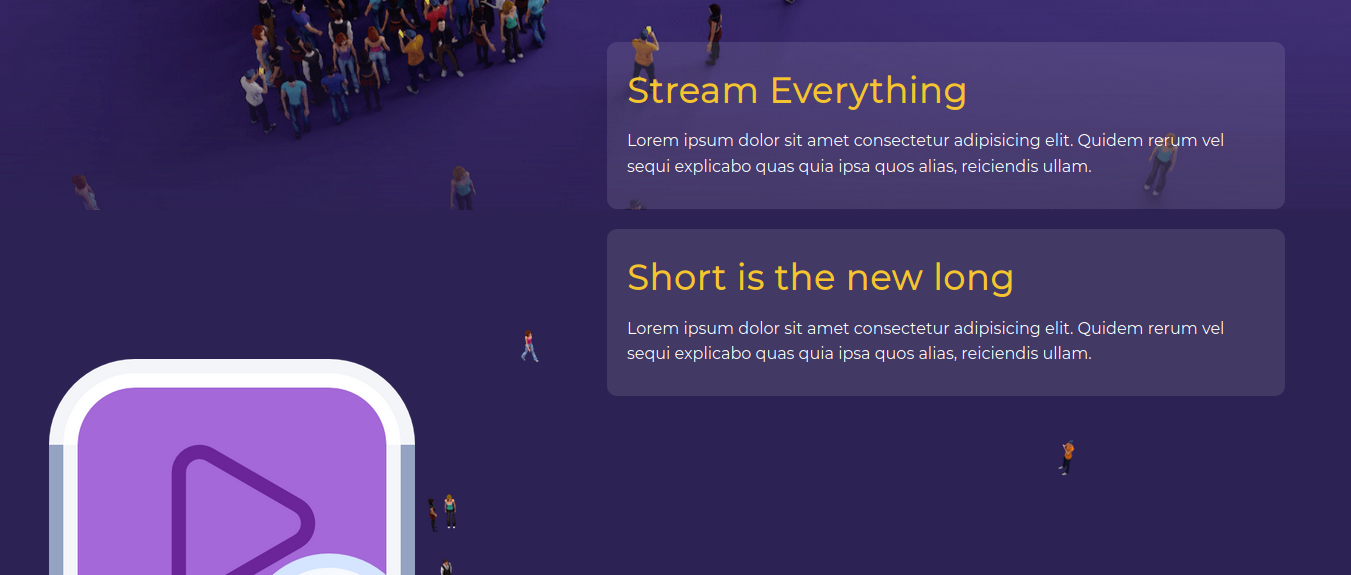 Stream Everything
Lorem ipsum dolor sit amet consectetur adipisicing elit. Quidem rerum vel
sequi explicabo quas quia ipsa quos alias, reiciendis ullam.
Short is the new long
Lorem ipsum dolor sit amet consectetur adipisicing elit. Quidem rerum vel
sequi explicabo quas quia ipsa quos alias, reiciendis ullam.